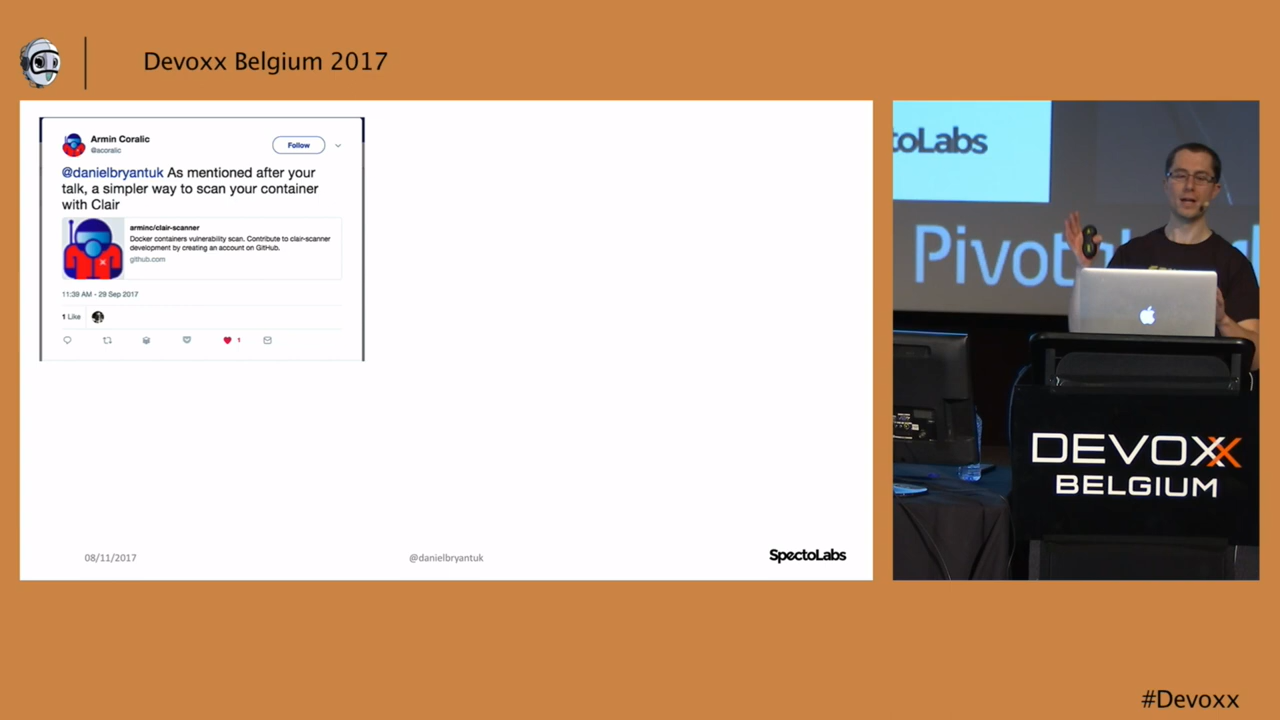 Devoxx Belgium 2017
Armin Coralic
@acoralic
Follow
@danielbryantuk As mentioned after your
talk, a simpler way to scan your container
with Clair
arminc/clair-scanner
Docker containers vulnerability scan. Contribute to clair-scanner
development by creating an account on GitHub.
github.com
11:39 AM - 29 Sep 2017
1 Like
1
08/11/2017
@danielbryantuk
SpectoLabs
ctoLabs
Pivot
DEVOXX
BELGIUM
#Devoxx